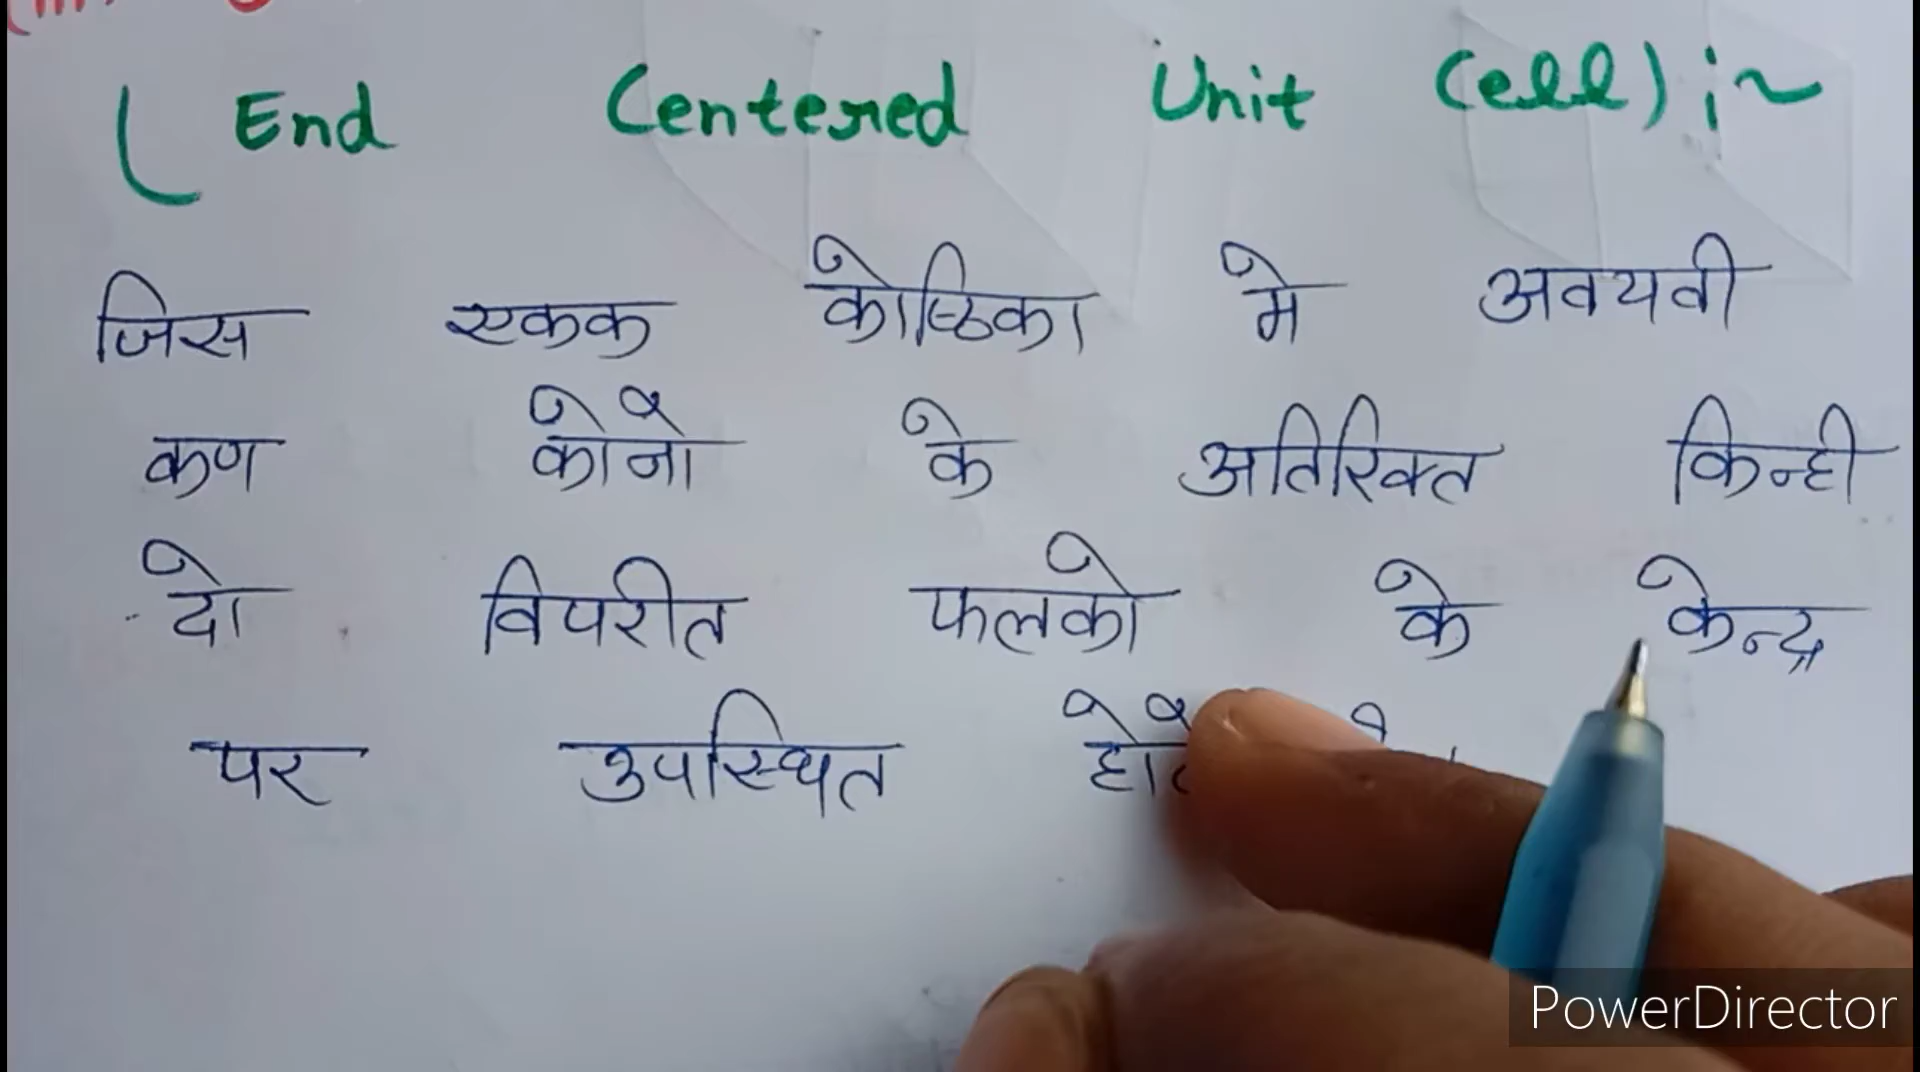 ( End Centered Unit Cell) :~
जिस एकक कोष्ठिका मे अवयवी
कण कोनो के अतिरिक्त किन्ही
दो विपरीत फलको के केन्द्र
पर उपस्थित
PowerDirector